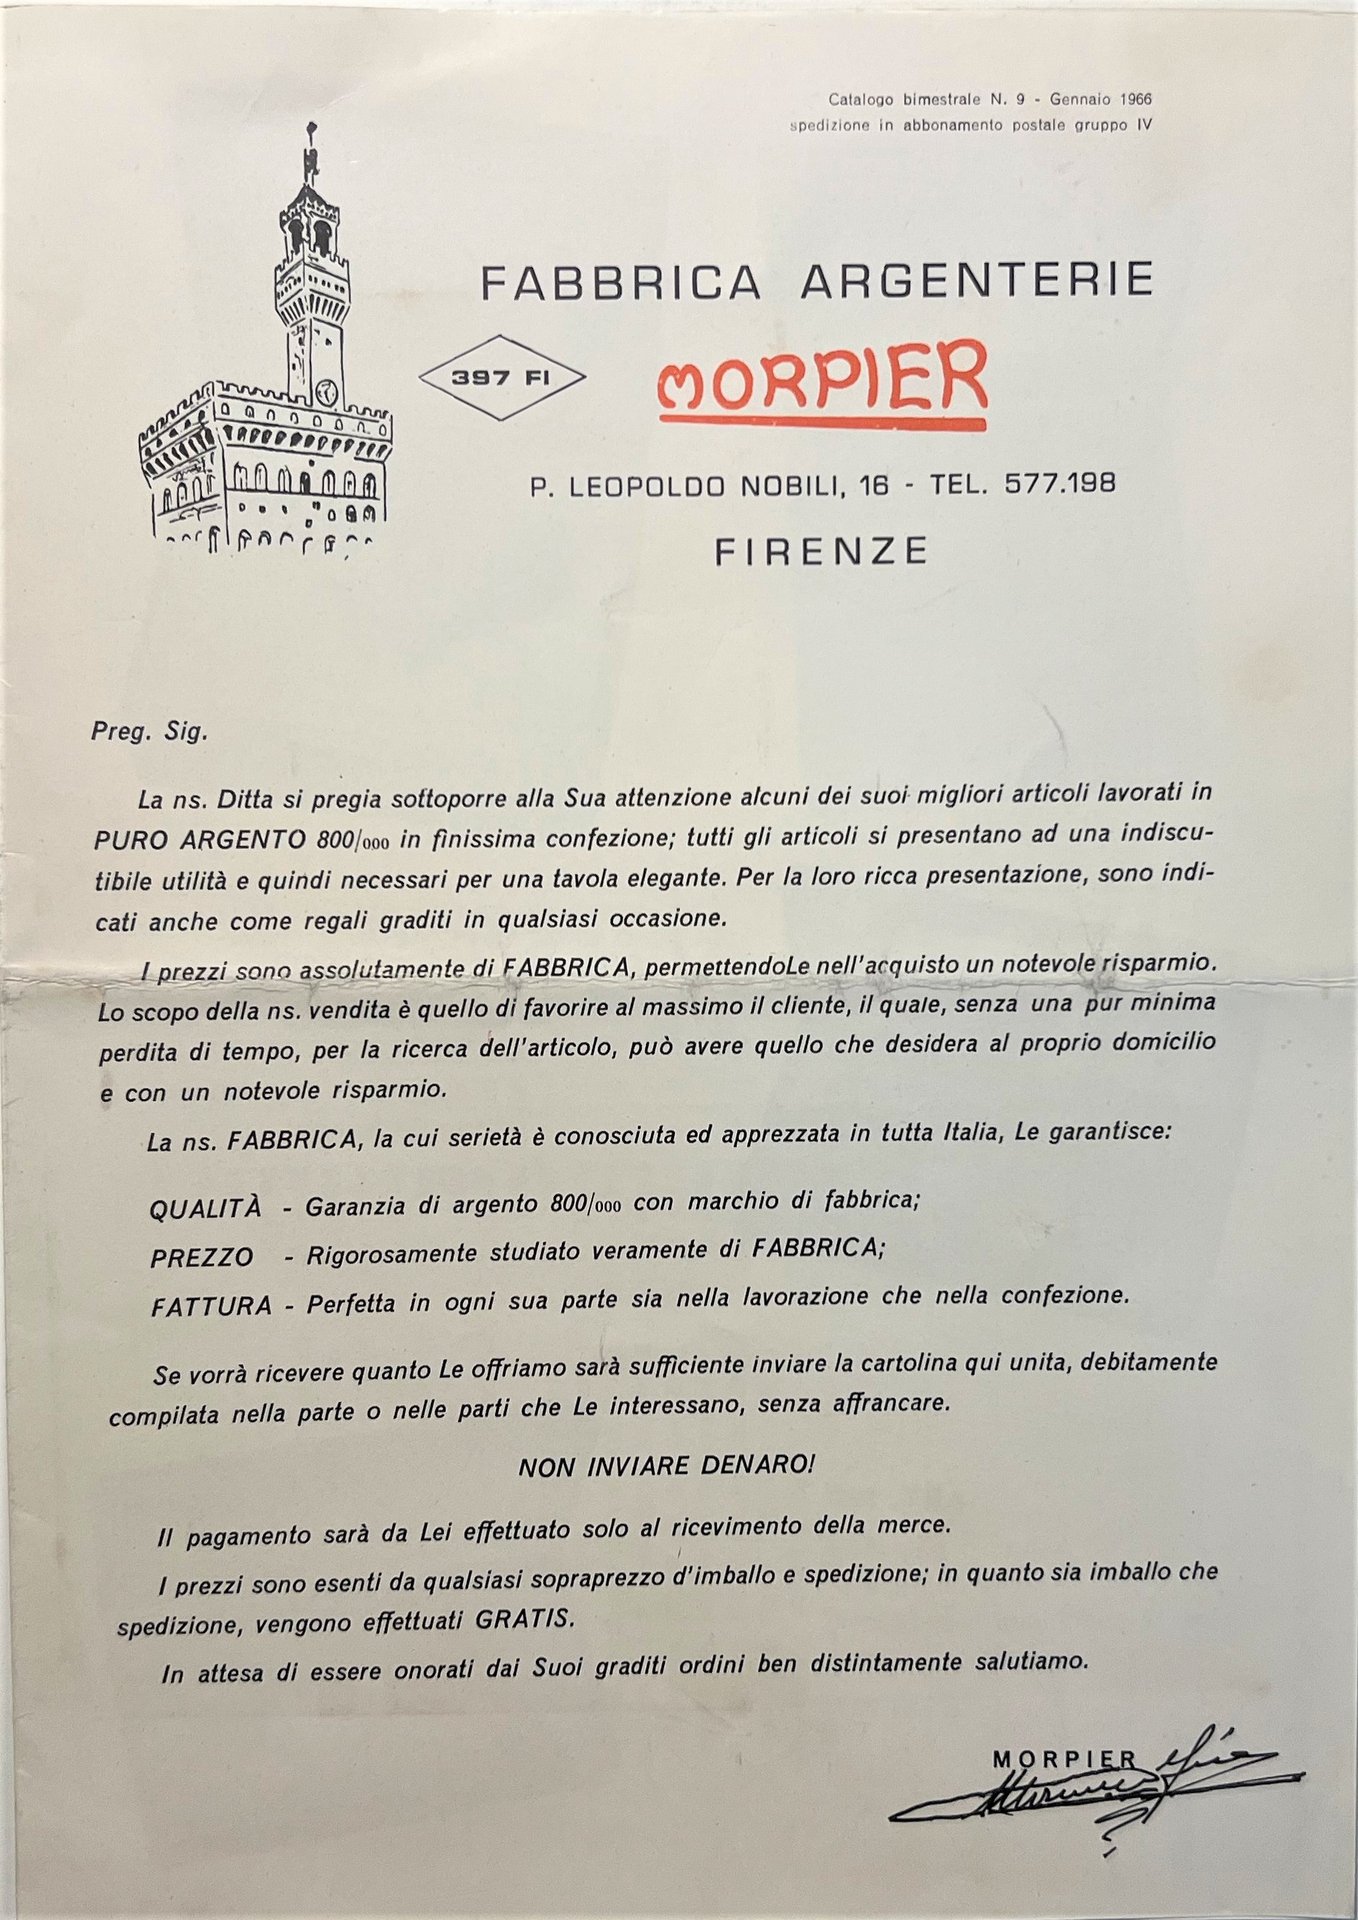 Catalogo bimestrale N. 9 - Gennaio 1966
spedizione in abbonamento postale gruppo IV
FABBRICA ARGENTERIE
397 FI
MORPIER
P. LEOPOLDO NOBILI, 16 - TEL. 577.198
FIRENZE
Preg. Sig.
La ns. Ditta si pregia sottoporre alla Sua attenzione alcuni dei suoi migliori articoli lavorati in
PURO ARGENTO 800/000 in finissima confezione; tutti gli articoli si presentano ad una indiscu-
tibile utilità e quindi necessari per una tavola elegante. Per la loro ricca presentazione, sono indi-
cati anche come regali graditi in qualsiasi occasione.
I prezzi sono assolutamente di FABBRICA, permettendoLe nell'acquisto un notevole risparmio.
Lo scopo della ns. vendita è quello di favorire al massimo il cliente, il quale, senza una pur minima
perdita di tempo, per la ricerca dell'articolo, può avere quello che desidera al proprio domicilio
e con un notevole risparmio.
La ns. FABBRICA, la cui serietà è conosciuta ed apprezzata in tutta Italia, Le garantisce:
QUALITÀ - Garanzia di argento 800/000 con marchio di fabbrica;
PREZZO - Rigorosamente studiato veramente di FABBRICA;
FATTURA - Perfetta in ogni sua parte sia nella lavorazione che nella confezione.
Se vorrà ricevere quanto Le offriamo sarà sufficiente inviare la cartolina qui unita, debitamente
compilata nella parte o nelle parti che Le interessano, senza affrancare.
NON INVIARE DENARO!
Il pagamento sarà da Lei effettuato solo al ricevimento della merce.
I prezzi sono esenti da qualsiasi sopraprezzo d'imballo e spedizione; in quanto sia imballo che
spedizione, vengono effettuati GRATIS.
In attesa di essere onorati dai Suoi graditi ordini ben distintamente salutiamo.
MORPIER